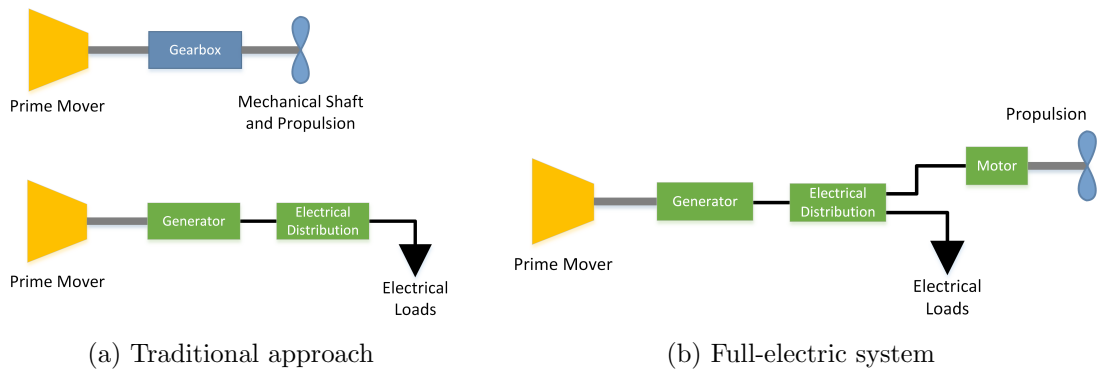 Gearbox
Prime Mover
Mechanical Shaft
and Propulsion
Generator
Electrical
Distribution
Prime Mover
Electrical
Loads
(a) Traditional approach
Propulsion
Motor
Generator
Electrical
Distribution
Prime Mover
Electrical
Loads
(b) Full-electric system